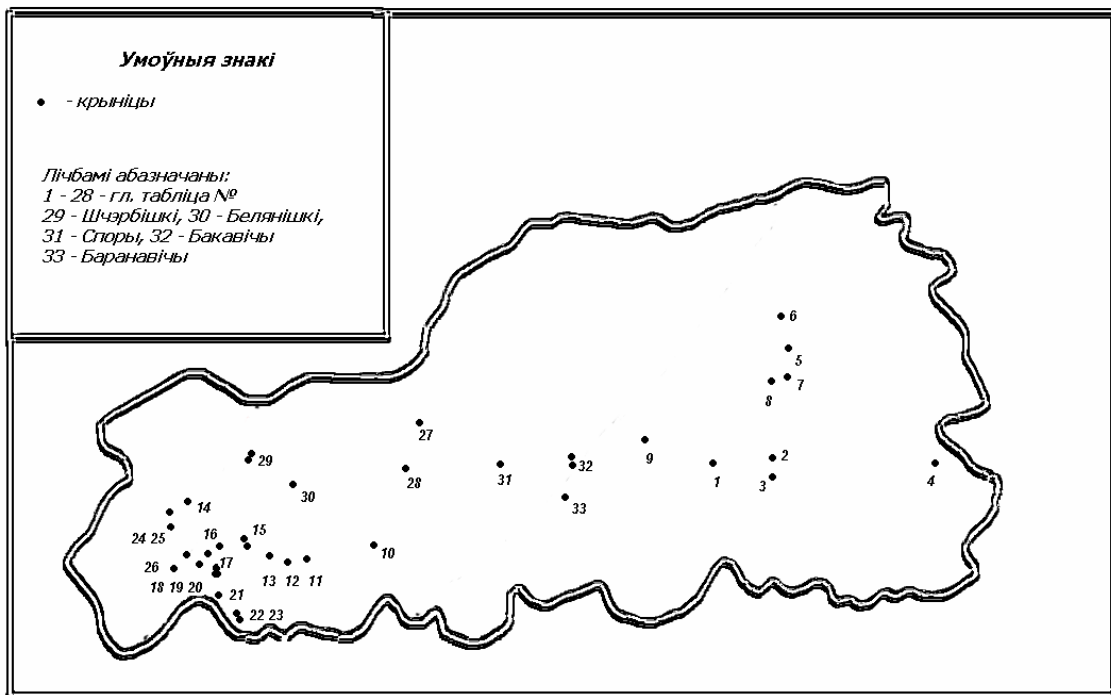 Умоўныя знакі
- крыніцы
Лічбамі абазначаны:
1 - 28 - гл. табліца №
29 - Шчэрбішкі, 30 - Белянішкі,
31 - Споры, 32 - Бакавічы
33 - Баранавічы
6
5
7
8
27
9
2
29
32
1
4
28
31
3
30
33
14
24 25
15
16
10
17
26
13 12 11
18 19 20
21
22 23